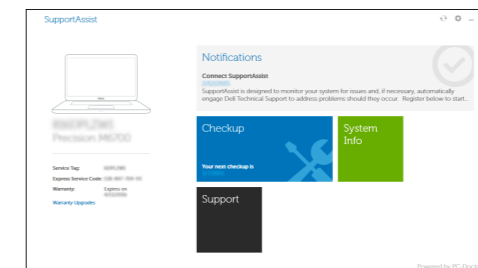 SupportAssist
Notifications
Connect SupportAssist
SupportAssist is designed to monitor your system for issues and, if necessary, automatically
engage Dell Technical Support to address problems should they occur. Register below to start...
Precision M6700
Checkup
System
Info
Your next checkup is
Service Tag:
Express Service Code:
Warranty: Expires on
Warranty Upgrades
Support
Powered by PC-Doctor